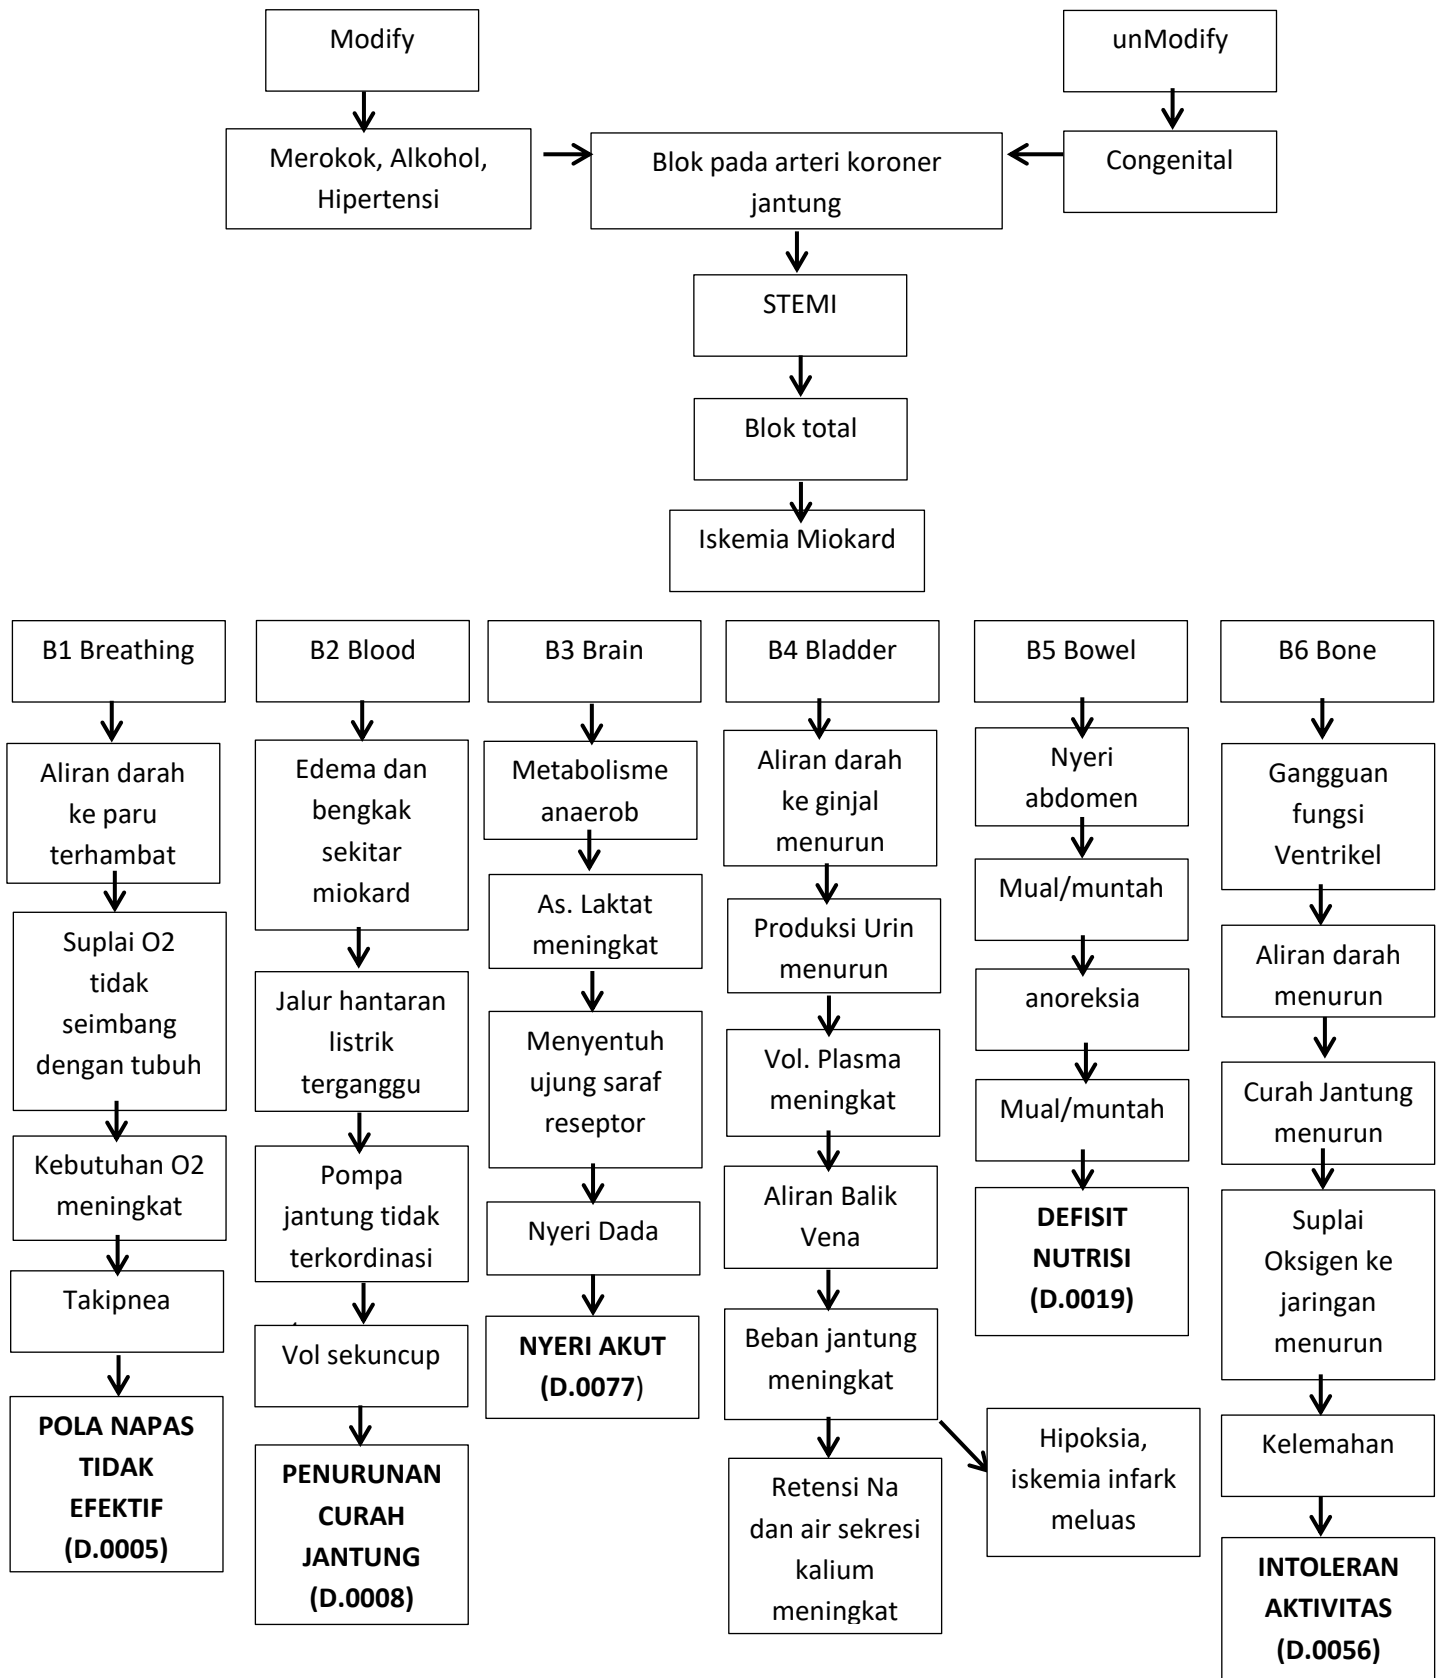 Modify
unModify
Merokok, Alkohol,
Hipertensi
Blok pada arteri koroner
jantung
Congenital
STEMI
Blok total
Iskemia Miokard
B1 Breathing
Aliran darah
ke paru
terhambat
Suplai O2
tidak
seimbang
dengan tubuh
Kebutuhan O2
meningkat
Takipnea
POLA NAPAS
TIDAK
EFEKTIF
(D.0005)
B2 Blood
Edema dan
bengkak
sekitar
miokard
Jalur hantaran
listrik
terganggu
Pompa
jantung tidak
terkordinasi
Vol sekuncup
PENURUNAN
CURAH
JANTUNG
(D.0008)
B3 Brain
Metabolisme
anaerob
As. Laktat
meningkat
Menyentuh
ujung saraf
reseptor
Nyeri Dada
NYERI AKUT
(D.0077)
B4 Bladder
Aliran darah
ke ginjal
menurun
Produksi Urin
menurun
Vol. Plasma
meningkat
Aliran Balik
Vena
Beban jantung
meningkat
Retensi Na
dan air sekresi
kalium
meningkat
Hipoksia,
iskemia infark
meluas
B5 Bowel
Nyeri
abdomen
Mual/muntah
anoreksia
Mual/muntah
DEFISIT
NUTRISI
(D.0019)
B6 Bone
Gangguan
fungsi
Ventrikel
Aliran darah
menurun
Curah Jantung
menurun
Suplai
Oksigen ke
jaringan
menurun
Kelemahan
INTOLERAN
AKTIVITAS
(D.0056)